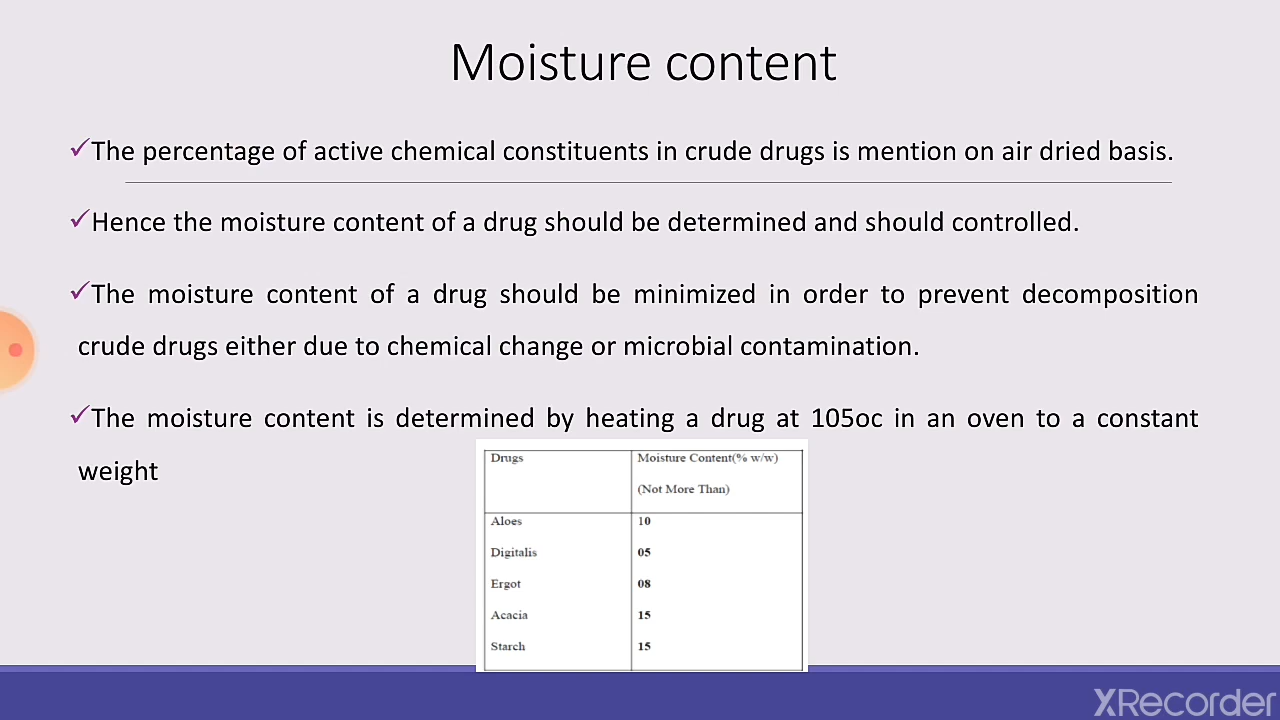 Moisture content
✓The percentage of active chemical constituents in crude drugs is mention on air dried basis.
✓Hence the moisture content of a drug should be determined and should controlled.
✓The moisture content of a drug should be minimized in order to prevent decomposition
crude drugs either due to chemical change or microbial contamination.
✓The moisture content is determined by heating a drug at 105oc in an oven to a constant
weight
Drugs Moisture Content(% w/w)
(Not More Than)
Aloes 10
Digitalis 05
Ergot 08
Acacia 15
Starch 15
XRecorder